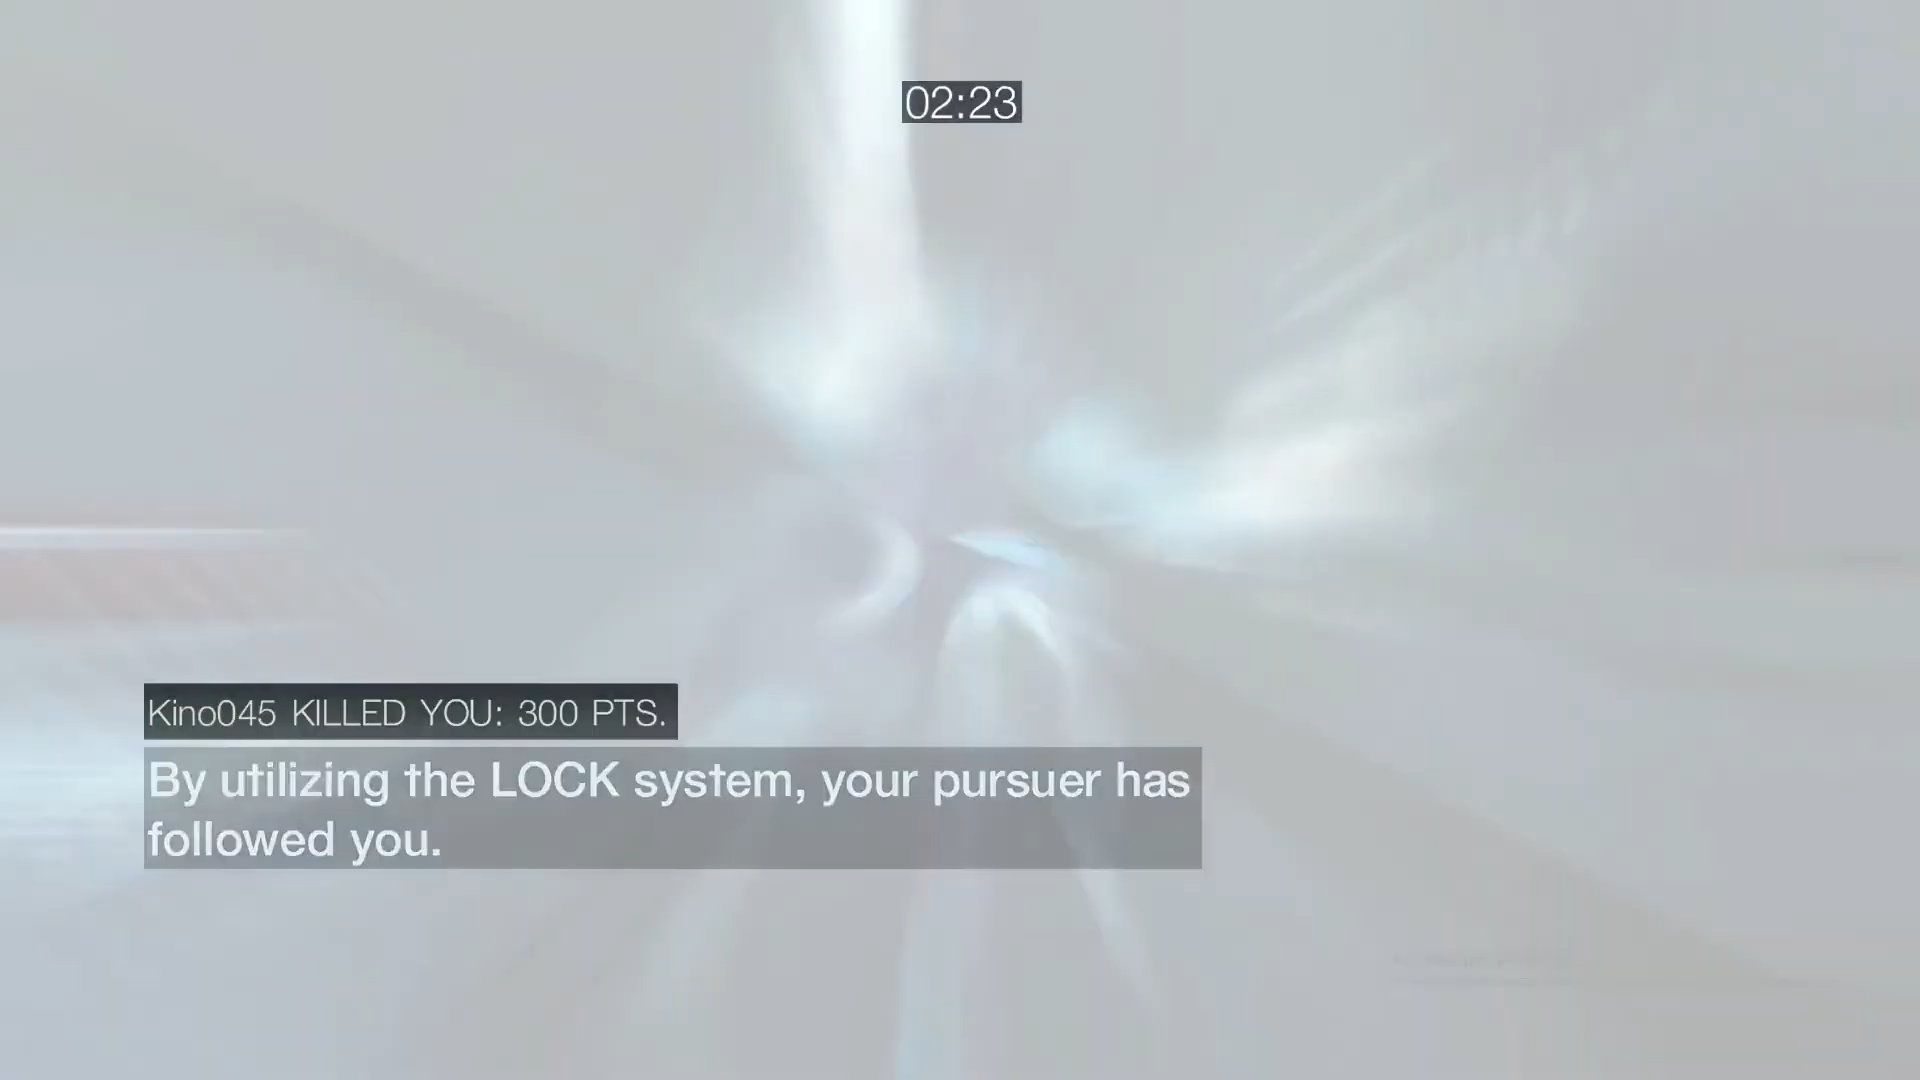 02:23
Kino045 KILLED YOU: 300 PTS.
By utilizing the LOCK system, your pursuer has
followed you.